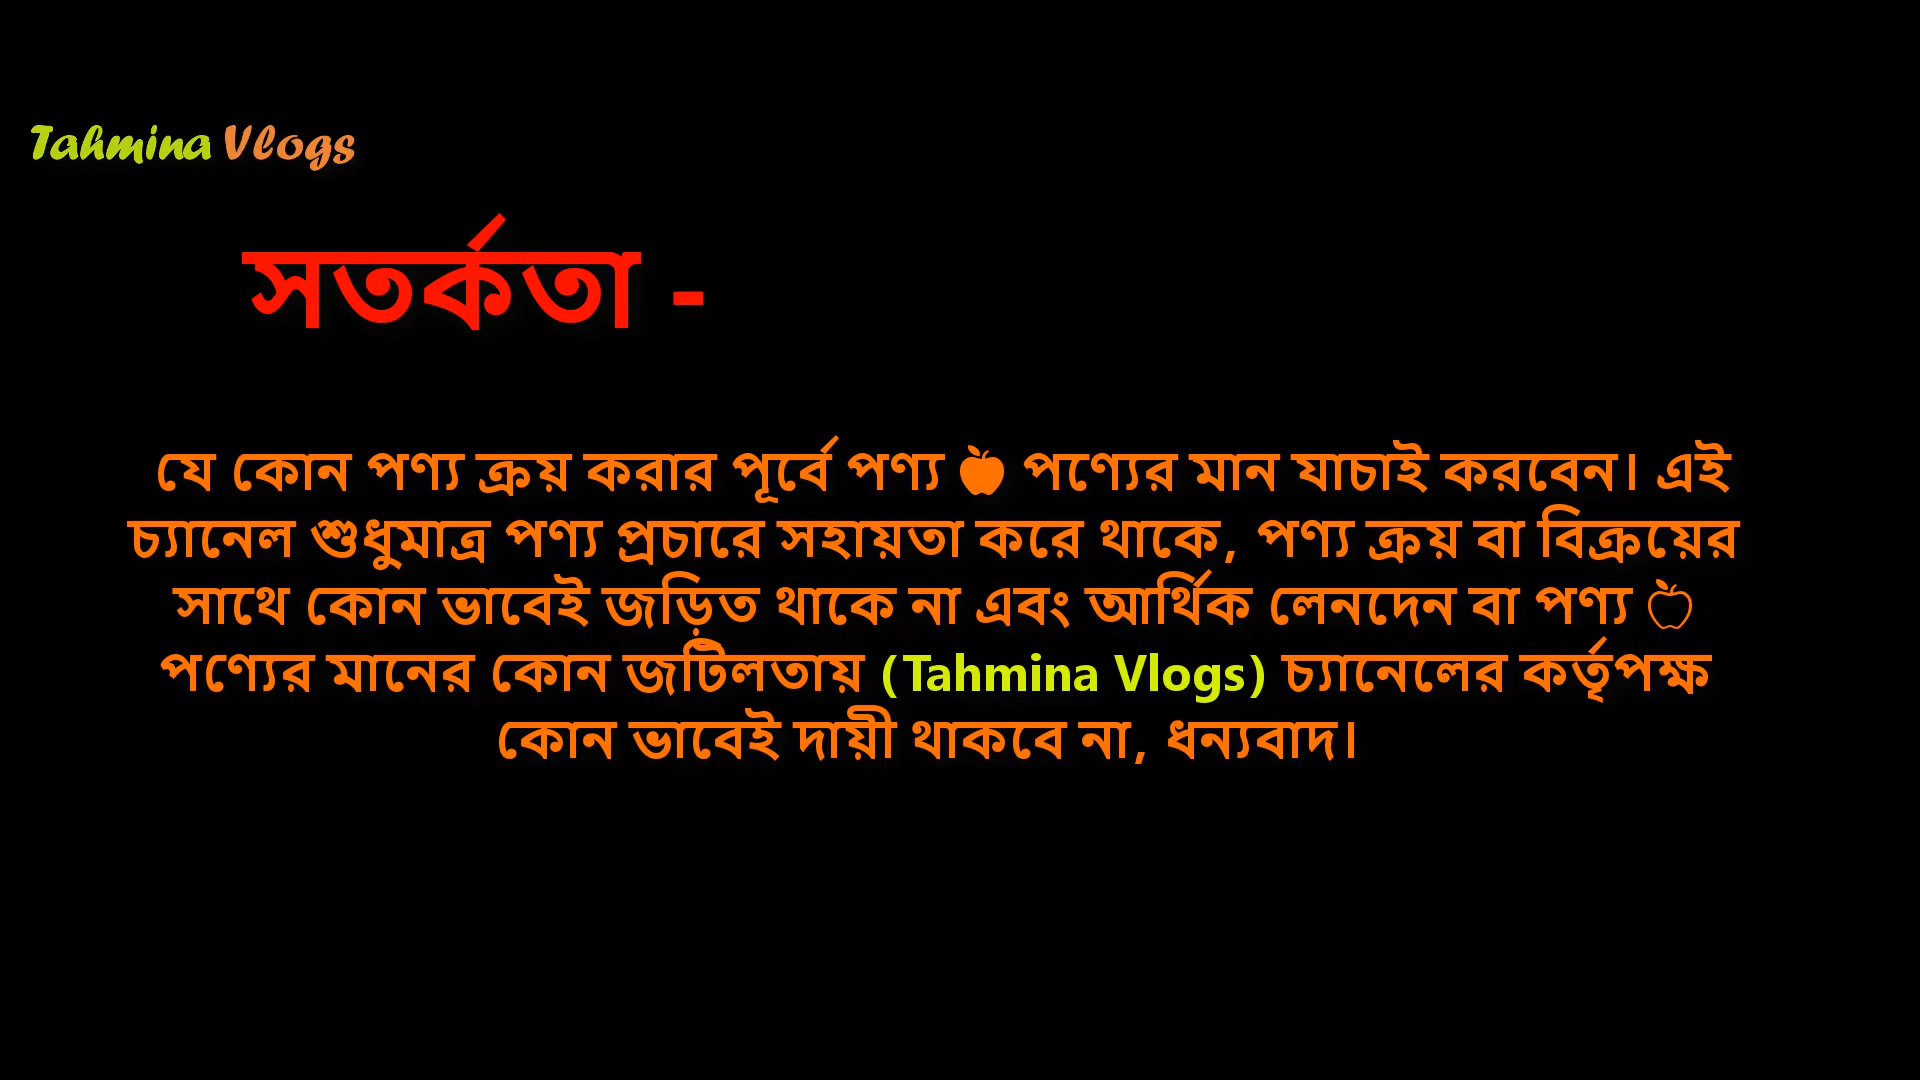 Tahmina Vlogs
সতর্কতা -
যে কোন পণ্য ক্রয় করার পূর্বে পণ্য 🍎 পণ্যের মান যাচাই করবেন। এই
চ্যানেল শুধুমাত্র পণ্য প্রচারে সহায়তা করে থাকে, পণ্য ক্রয় বা বিক্রয়ের
সাথে কোন ভাবেই জড়িত থাকে না এবং আর্থিক লেনদেন বা পণ্য 🍎
পণ্যের মানের কোন জটিলতায় (Tahmina Vlogs) চ্যানেলের কর্তৃপক্ষ
কোন ভাবেই দায়ী থাকবে না, ধন্যবাদ।